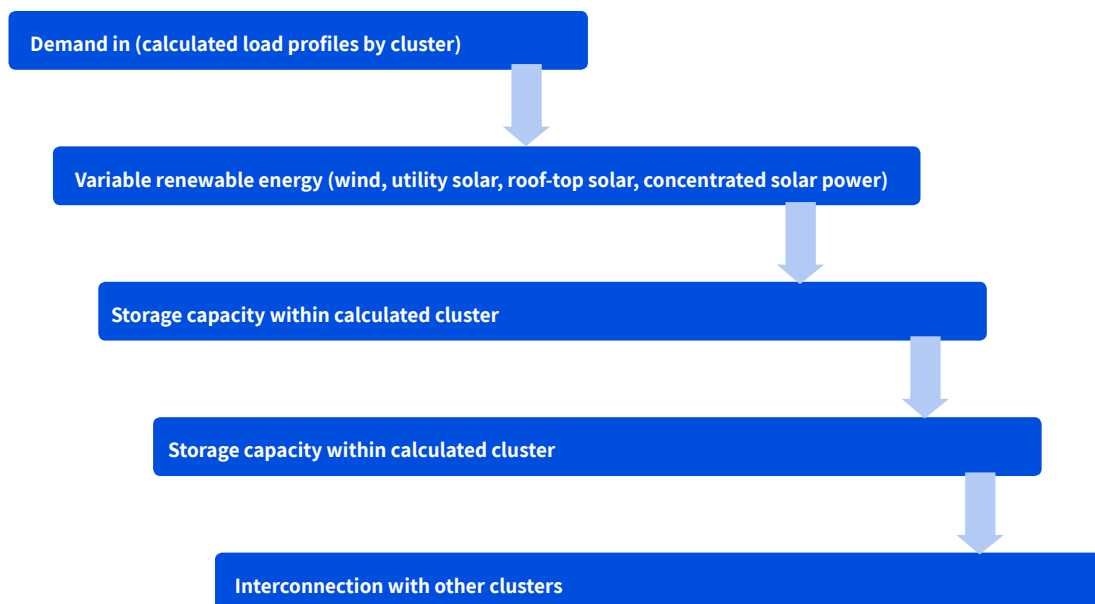 Demand in (calculated load profiles by cluster)
Variable renewable energy (wind, utility solar, roof-top solar, concentrated solar power)
Storage capacity within calculated cluster
Storage capacity within calculated cluster
Interconnection with other clusters